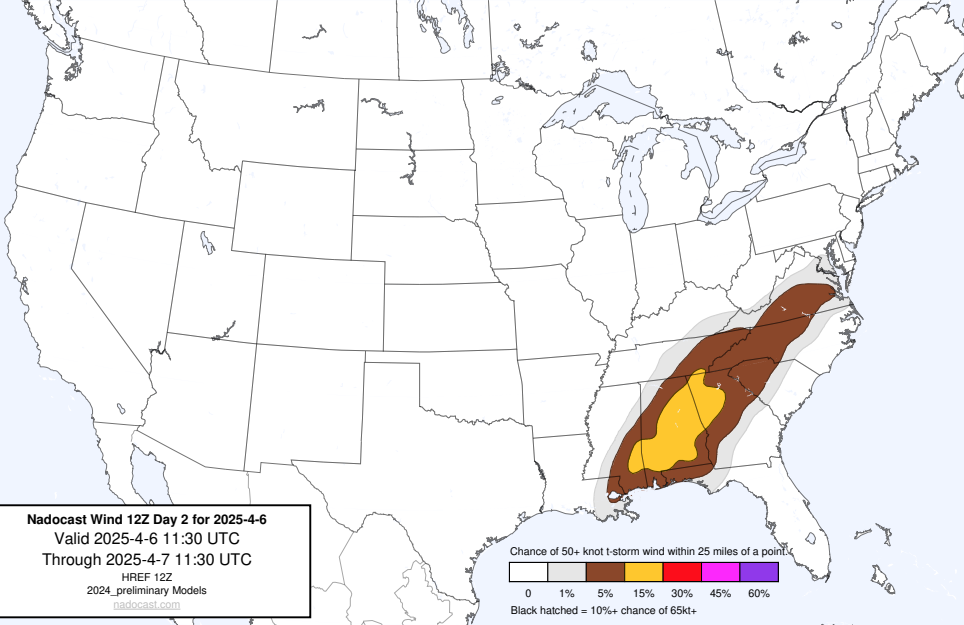 Nadocast Wind 12Z Day 2 for 2025-4-6
Valid 2025-4-6 11:30 UTC
Through 2025-4-7 11:30 UTC
HREF 12Z
2024_preliminary Models
nadocast.com
Chance of 50+ knot t-storm wind within 25 miles of a point.
0 1% 5% 15% 30% 45% 60%
Black hatched = 10%+ chance of 65kt+